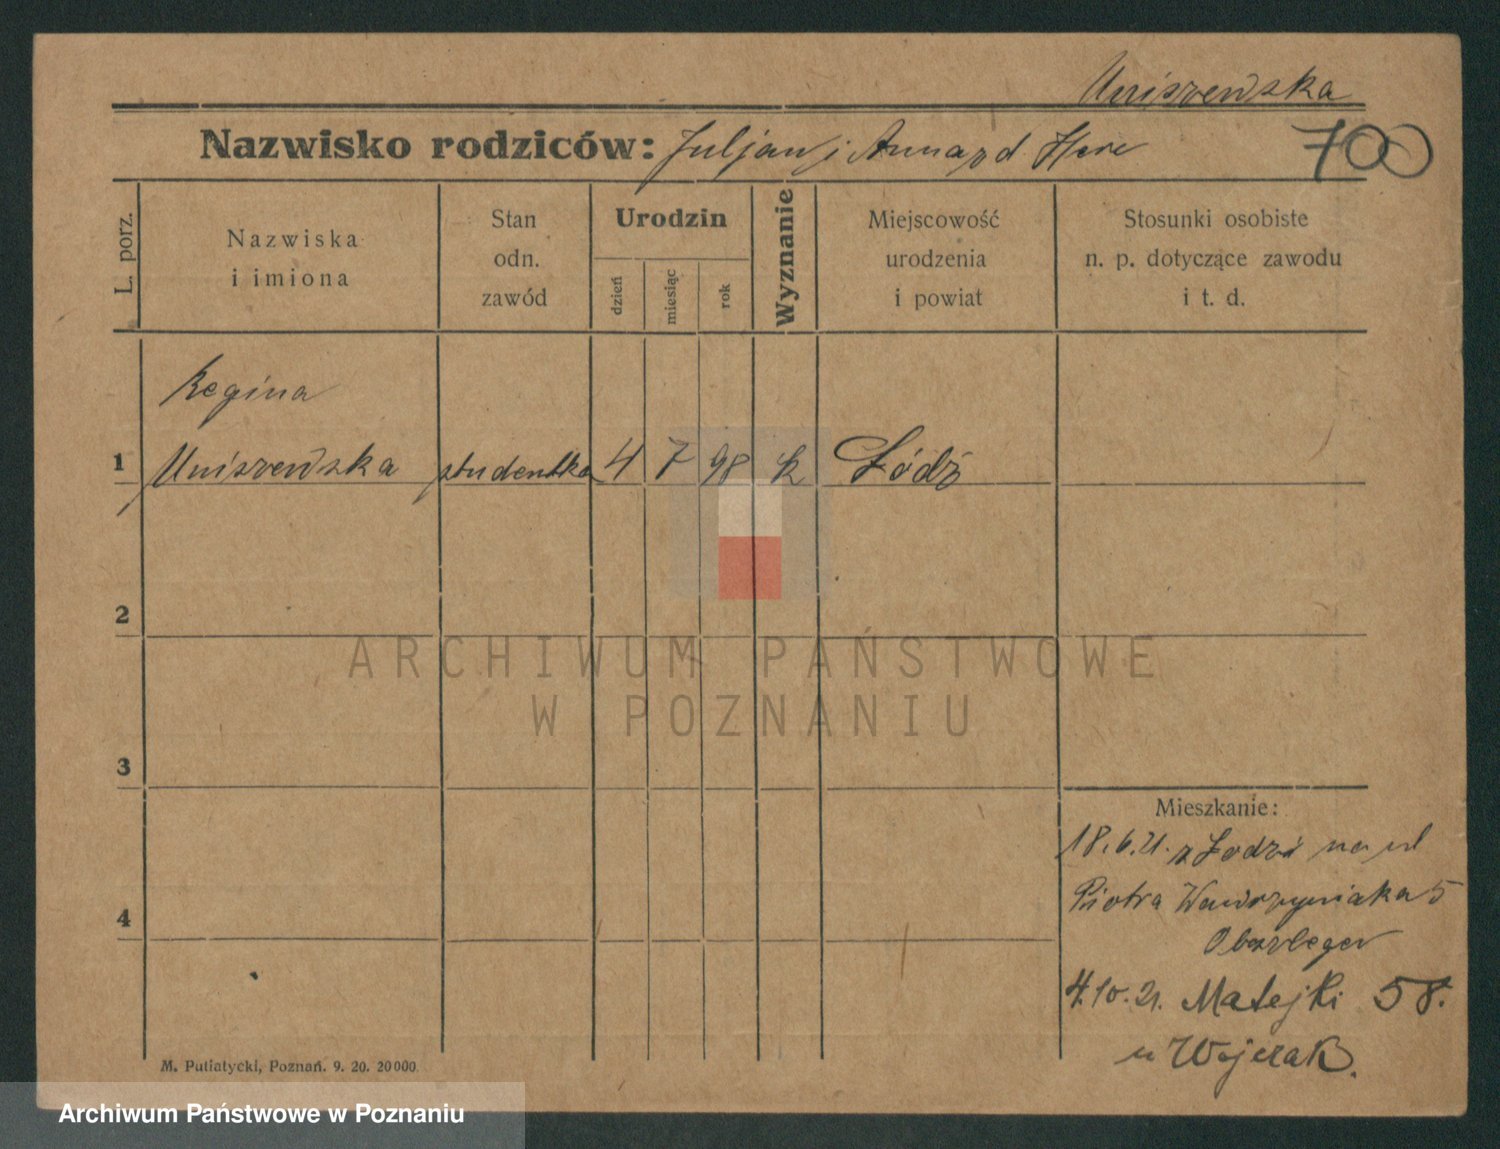 Uniszewska
Nazwisko rodziców: Juljan i Anna z d.
700
L. porz.
Nazwiska
i imiona
Stan
odn.
zawód
Urodzin
dzień
miesiąc
rok
Wyznanie
Miejscowość
urodzenia
i powiat
Stosunki osobiste
n. p. dotyczące zawodu
i t. d.
Regina
1 Uniszewska studentka 4 7 98 k Łódź
2
ARCHIWUM PAŃSTWOWE
W POZNANIU
3
Mieszkanie:
18.6.21. z Łodzi na ul
Piotra Wawrzyniaka 5
4
4.10.21. Matejki 58.
u Wojczak.
M. Putiatycki, Poznań. 9. 20. 20000.
Archiwum Państwowe w Poznaniu